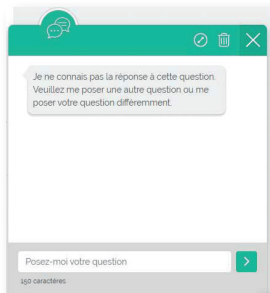 Je ne connais pas la réponse à cette question.
Veuillez me poser une autre question ou me
poser votre question différemment.
Posez-moi votre question
150 caractères.